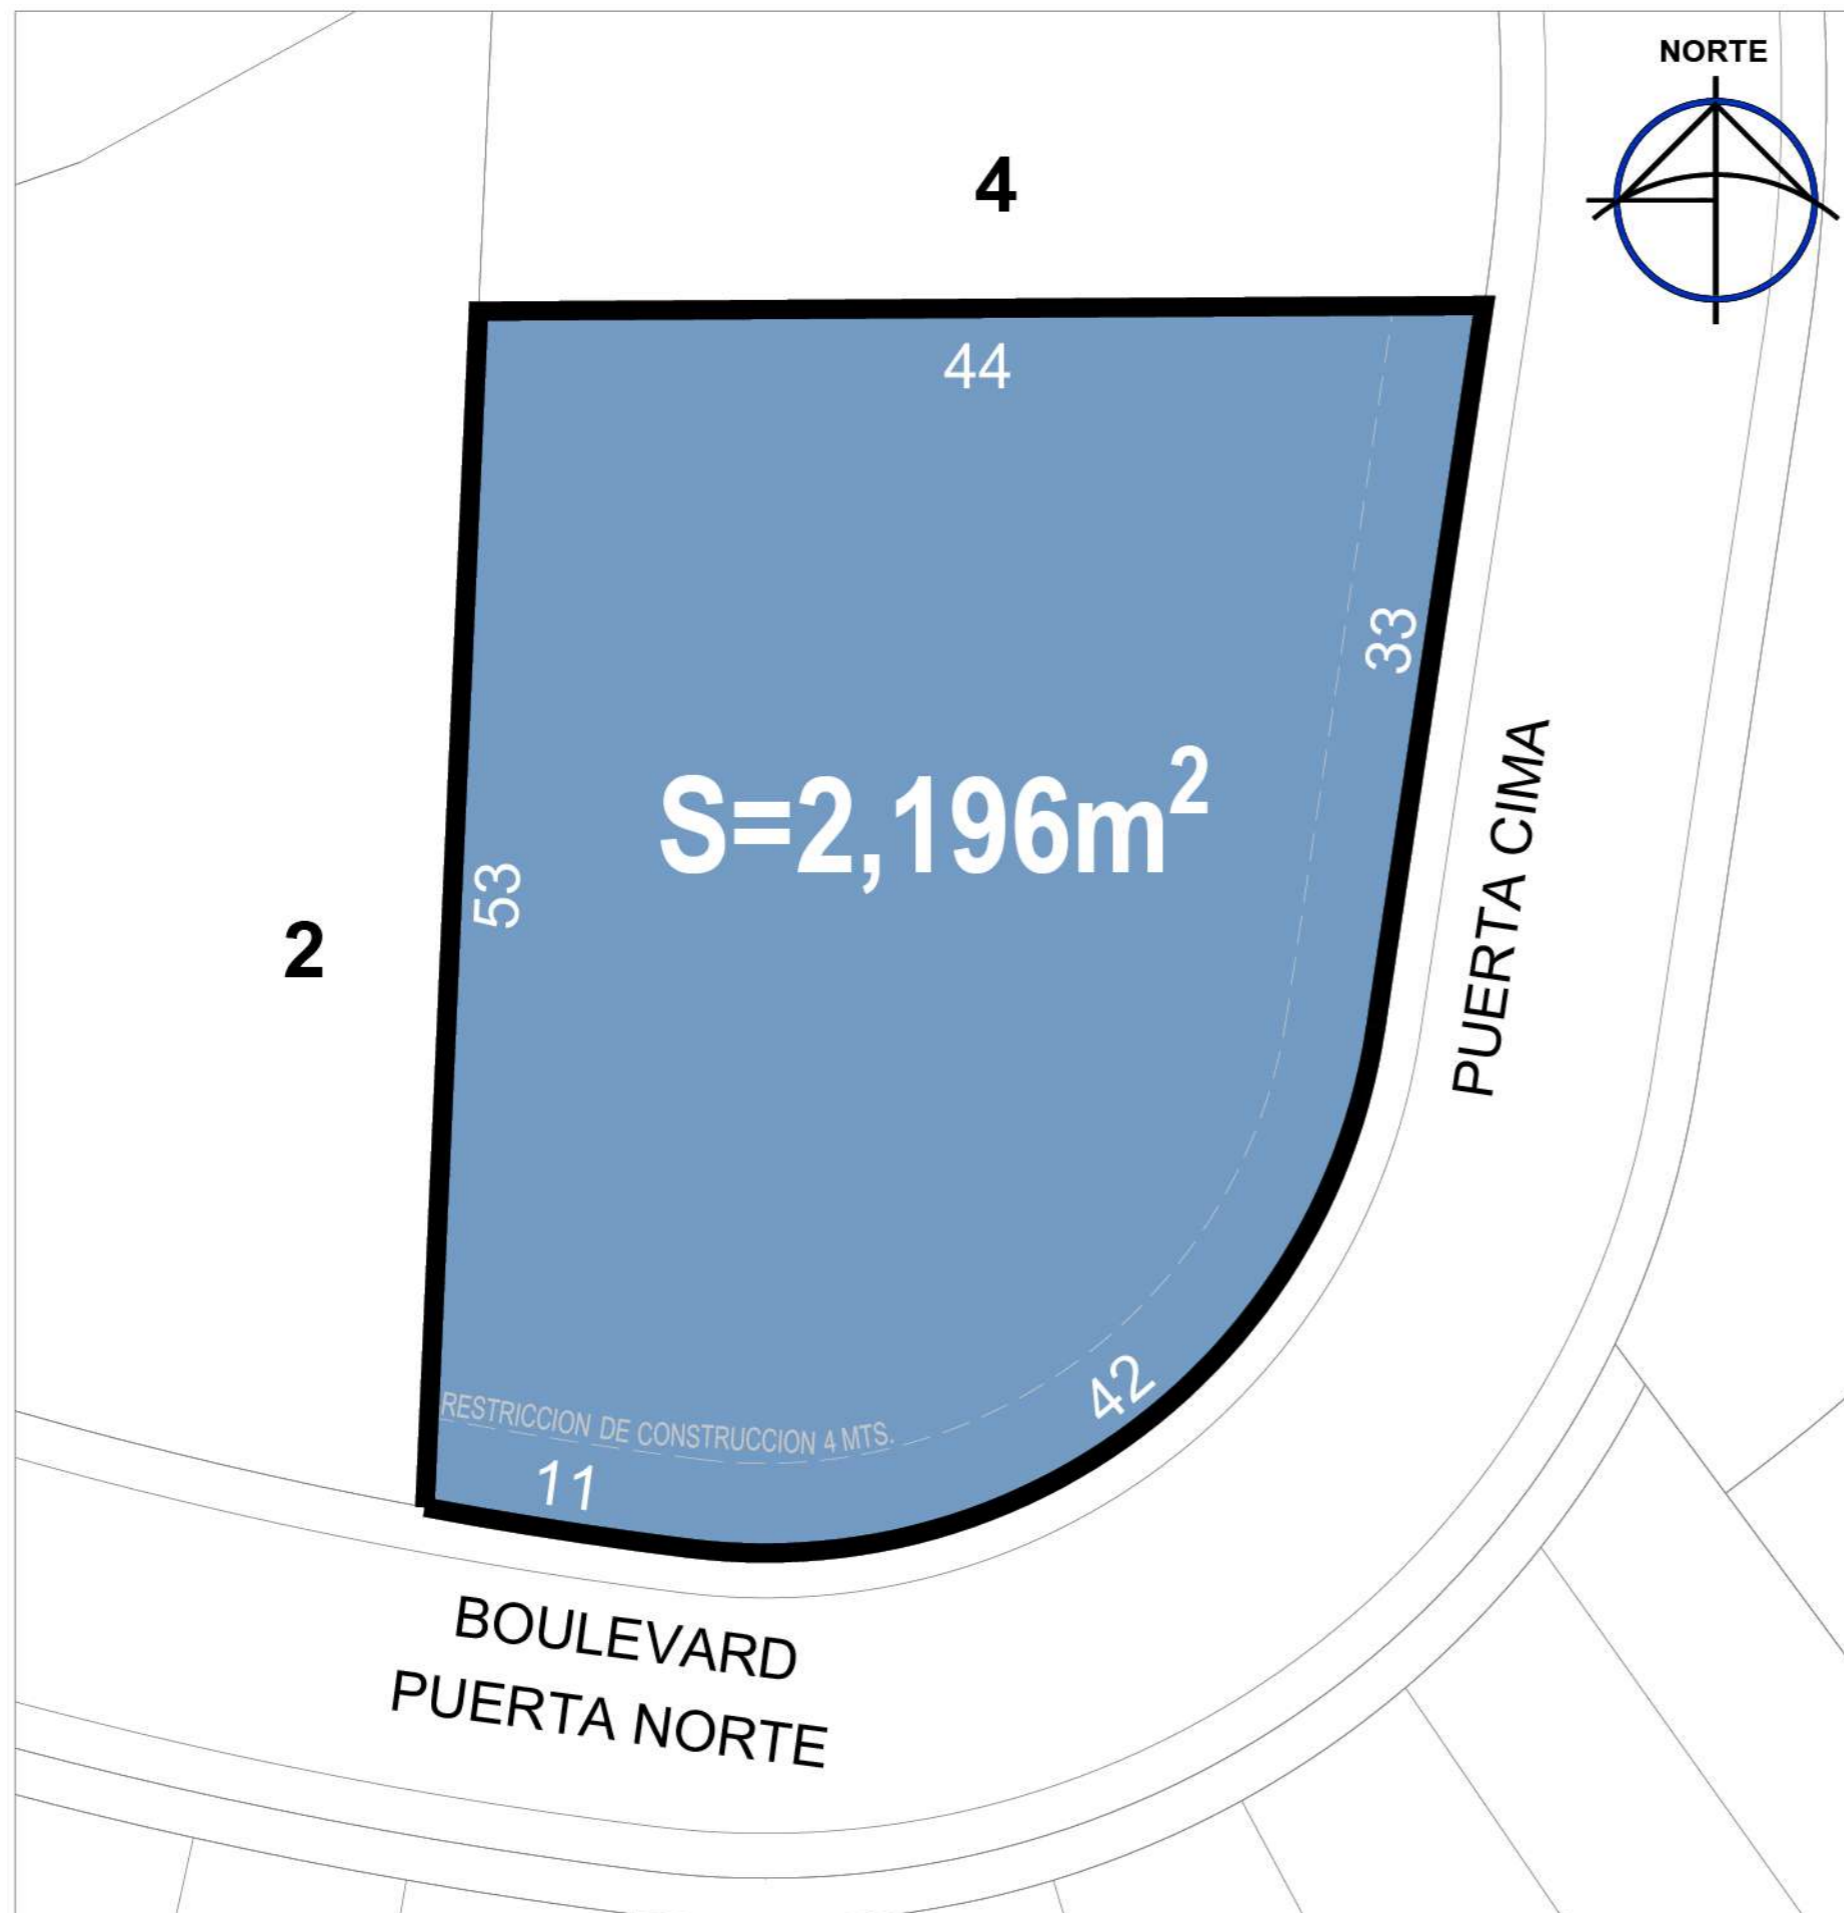 NORTE
4
44
33
S=2,196m²
PUERTA CIMA
53
2
42
RESTRICCION DE CONSTRUCCION 4 MTS.
11
BOULEVARD
PUERTA NORTE